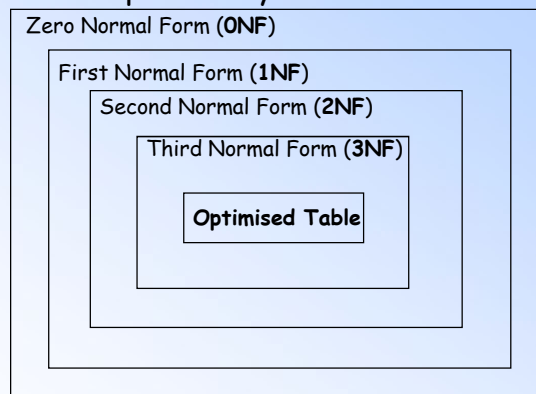 Zero Normal Form (0NF)
First Normal Form (1NF)
Second Normal Form (2NF)
Third Normal Form (3NF)
Optimised Table